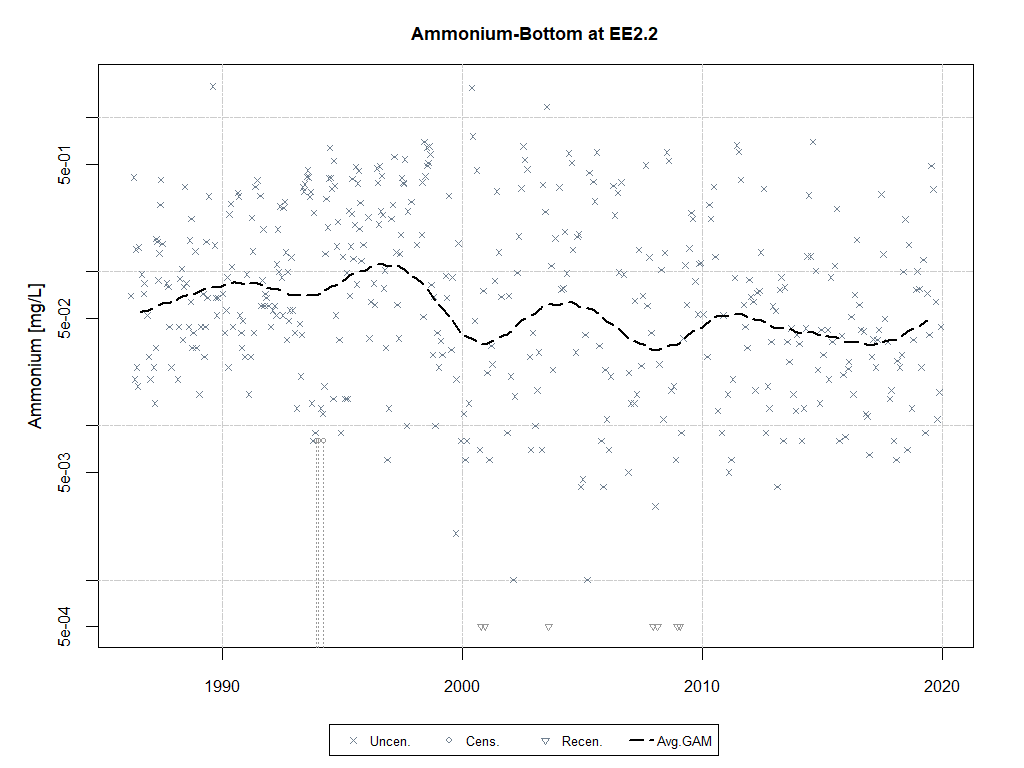 Ammonium-Bottom at EE2.2
Ammonium [mg/L]
5e-01
5e-02
5e-03
5e-04
1990 2000 2010 2020
Uncen. Cens. Recen. Avg.GAM